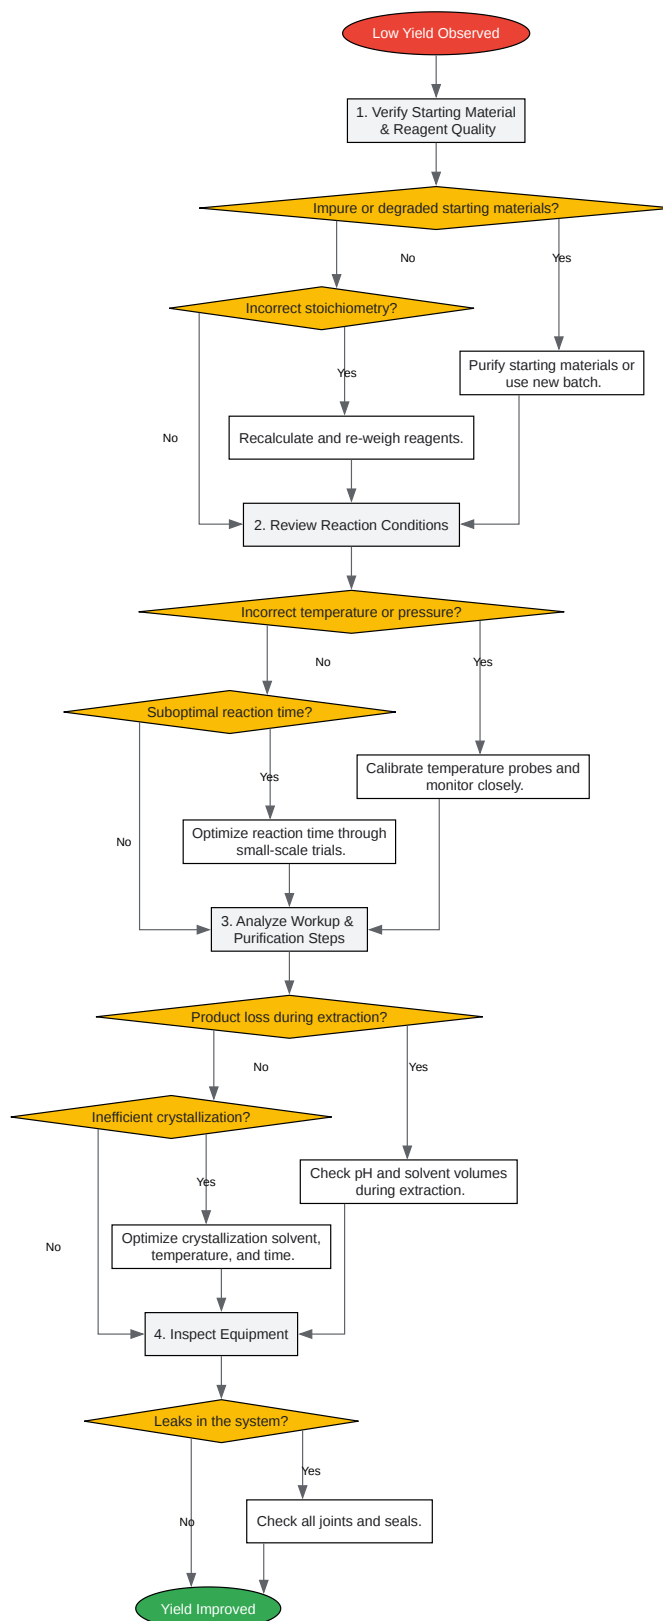 Low Yield Observed
1. Verify Starting Material
& Reagent Quality
Impure or degraded starting materials?
No
Yes
Incorrect stoichiometry?
Purify starting materials or
use new batch.
Yes
Recalculate and re-weigh reagents.
No
2. Review Reaction Conditions
Incorrect temperature or pressure?
No
Yes
Suboptimal reaction time?
Calibrate temperature probes and
monitor closely.
Yes
Optimize reaction time through
small-scale trials.
No
3. Analyze Workup &
Purification Steps
Product loss during extraction?
No
Yes
Inefficient crystallization?
Check pH and solvent volumes
during extraction.
Yes
Optimize crystallization solvent,
temperature, and time.
No
4. Inspect Equipment
Leaks in the system?
Yes
Check all joints and seals.
No
Yield Improved